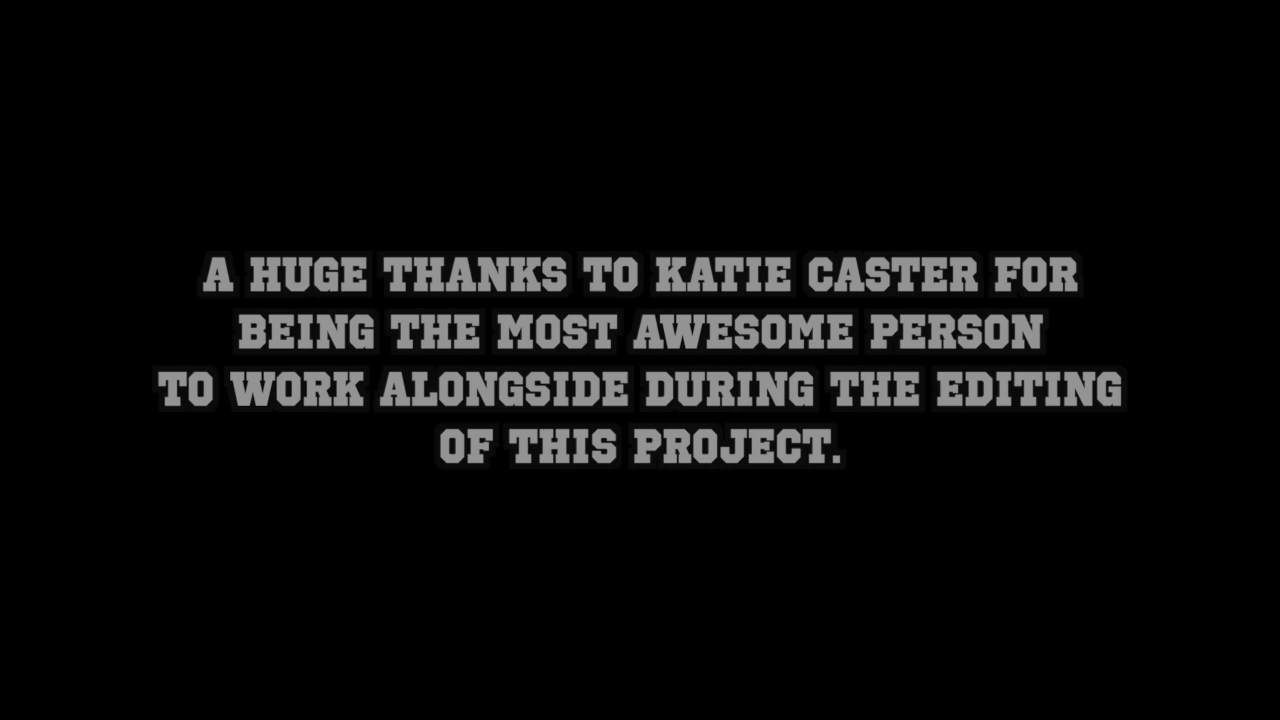 A HUGE THANKS TO KATIE CASTER FOR
BEING THE MOST AWESOME PERSON
TO WORK ALONGSIDE DURING THE EDITING
OF THIS PROJECT.